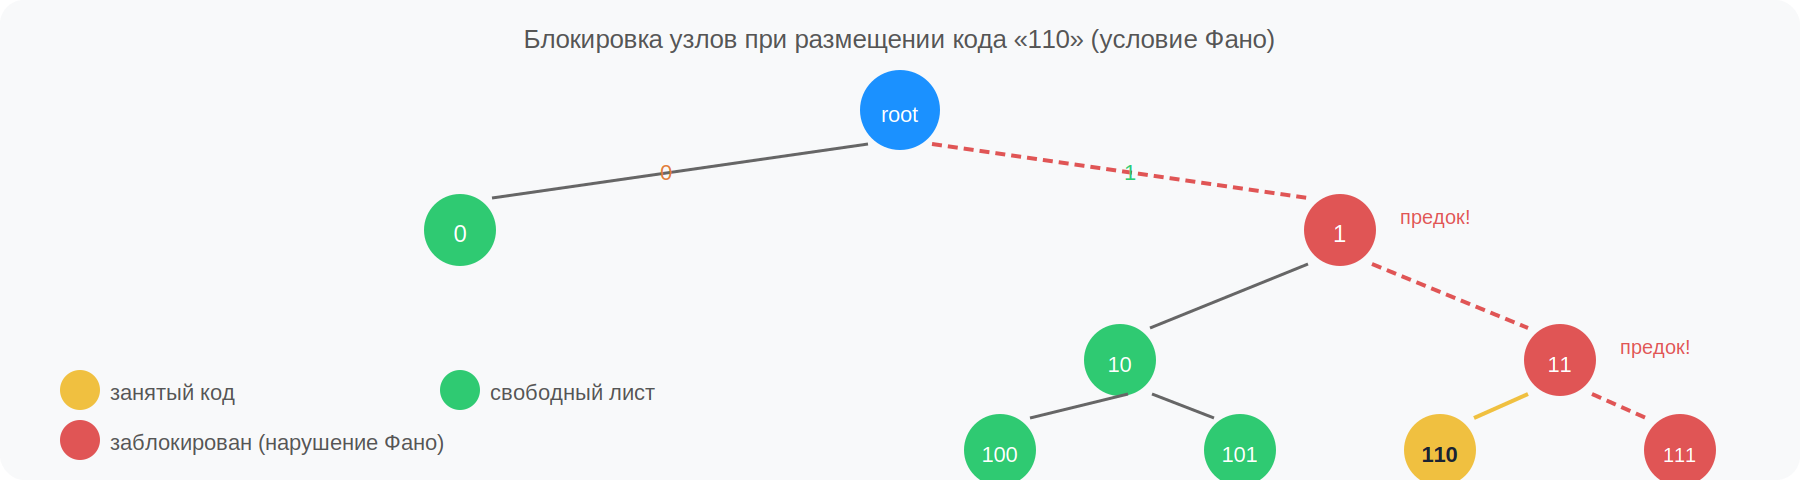 Блокировка узлов при размещении кода «110» (условие Фано)
root
0
1
0
1
предок!
10
11
предок!
занятый код
свободный лист
заблокирован (нарушение Фано)
100
101
110
111